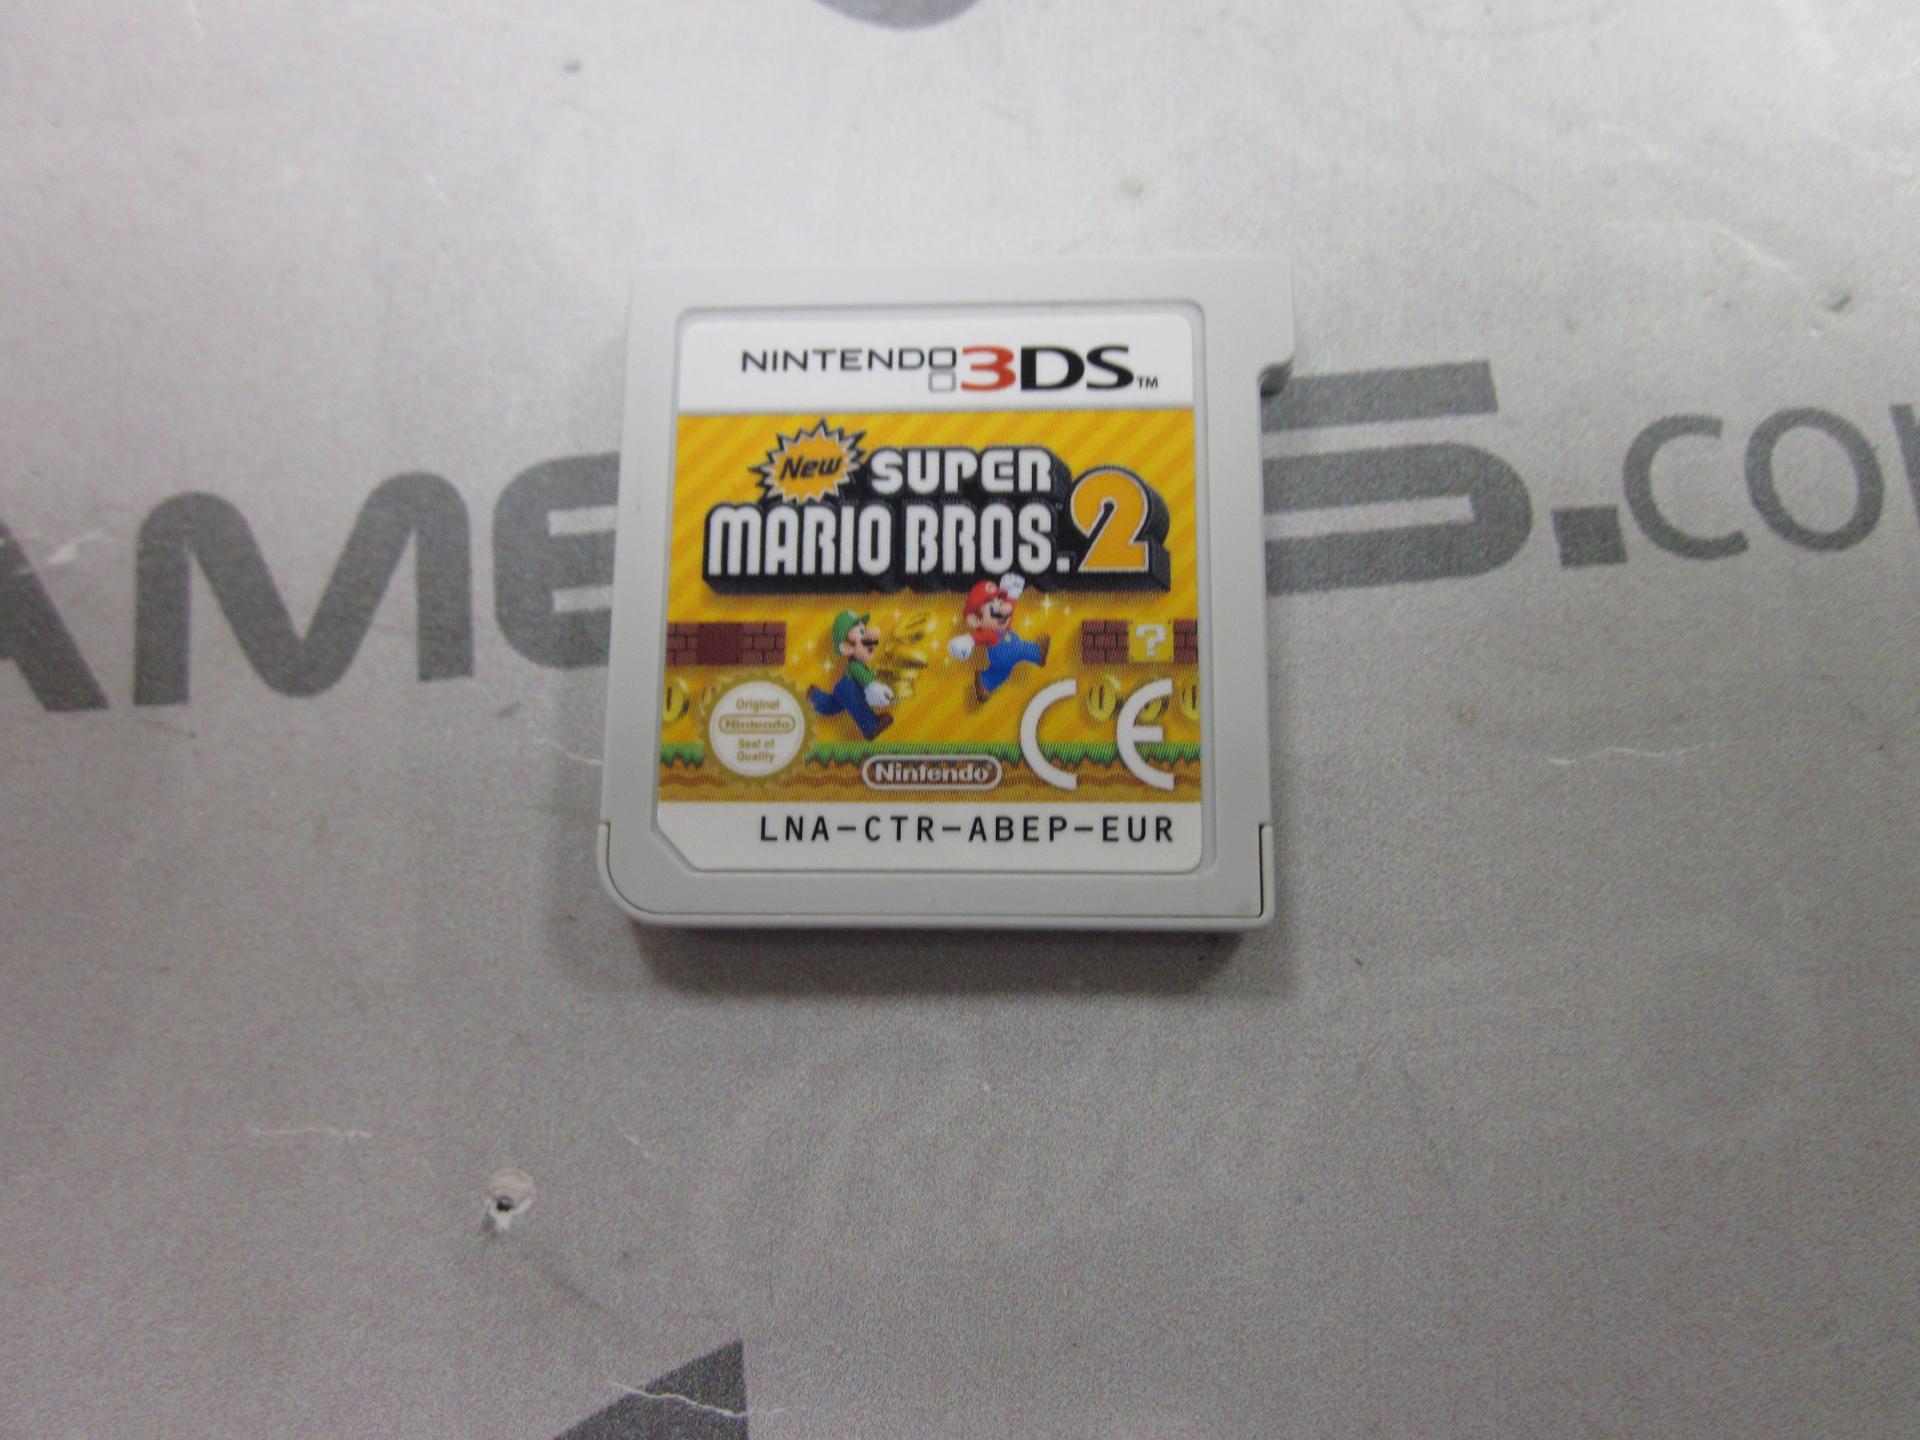 NINTENDO 3DS™
New SUPER
MARIO BROS.™ 2
?
Original
Nintendo
Seal of
Quality
Nintendo®
CE
LNA-CTR-ABEP-EUR
AME
S.co